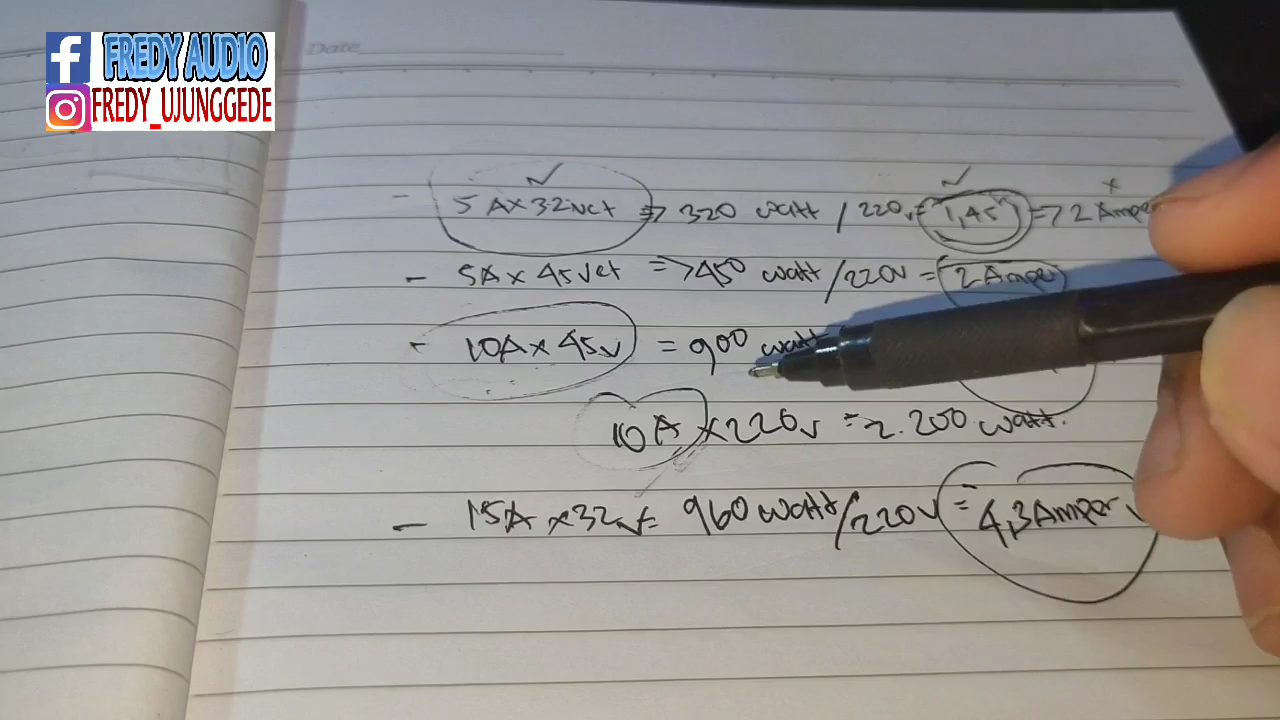 FREDY AUDIO
FREDY_UJUNGGEDE
Date
- 5A x 32VCT => 320 watt / 220v = 1,45 => 2 Amper
- 5A x 45Vct => 450 watt / 220V = 2 Amper
- 10A x 45v = 900 watt
10A x 220v = 2.200 watt.
- 15A x 32v = 960 watt / 220V = 4,3 Amper